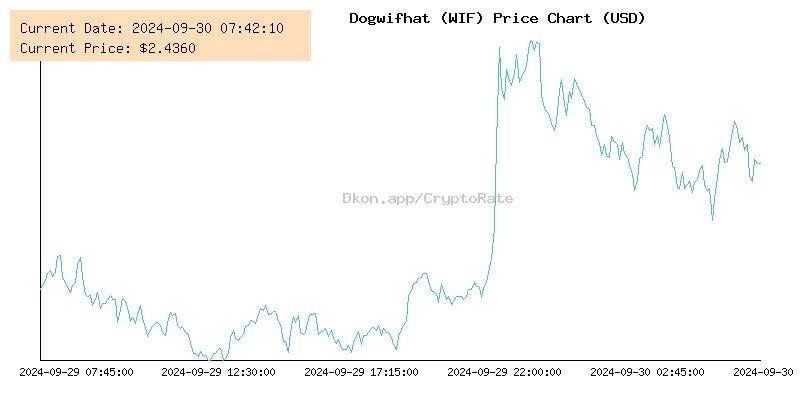 Dogwifhat (WIF) Price Chart (USD)
Current Date: 2024-09-30 07:42:10
Current Price: $2.4360
Dkon.app/CryptoRate
2024-09-29 07:45:00 2024-09-29 12:30:00 2024-09-29 17:15:00 2024-09-29 22:00:00 2024-09-30 02:45:00 2024-09-30